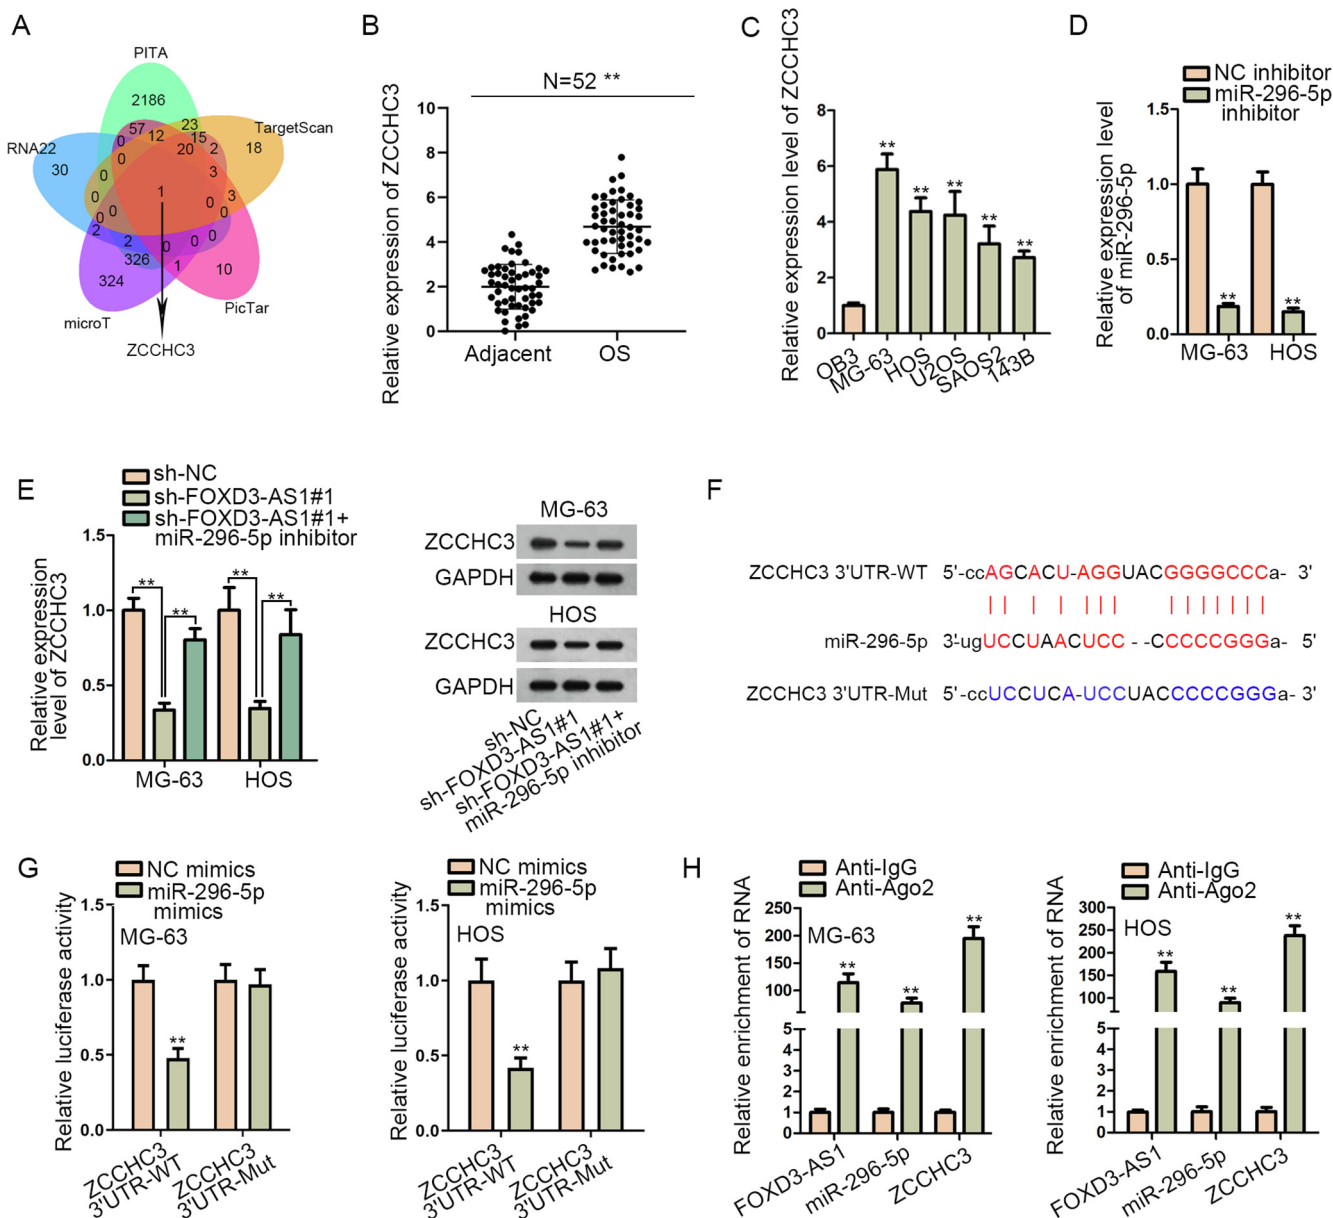 A
PITA
2186
TargetScan
RNA22
57
23
0
12
15
20
2
18
30
0
0
3
1
3
0
0
0
0
0
0
2
2
0
0
0
326
1
324
10
microT
PicTar
ZCCHC3
B
Relative expression of ZCCHC3
N=52 **
10
8
6
4
2
0
Adjacent
OS
C
Relative expression level of ZCCHC3
8
6
4
2
0
**
**
**
**
**
OB3
MG-63
HOS
U2OS
SAOS2
143B
D
NC inhibitor
miR-296-5p
inhibitor
Relative expression level
of miR-296-5p
1.5
1.0
0.5
0.0
**
**
MG-63
HOS
E
sh-NC
sh-FOXD3-AS1#1
sh-FOXD3-AS1#1+
miR-296-5p inhibitor
Relative expression
level of ZCCHC3
1.5
1.0
0.5
0.0
**
**
**
**
MG-63
HOS
MG-63
ZCCHC3
GAPDH
HOS
ZCCHC3
GAPDH
sh-NC
sh-FOXD3-AS1#1
sh-FOXD3-AS1#1+
miR-296-5p inhibitor
F
ZCCHC3 3'UTR-WT 5'-ccAGCACU-AGGUACGGGGCCCa- 3'
miR-296-5p 3'-ugUCCUAACUCC - -CCCCCGGGa- 5'
ZCCHC3 3'UTR-Mut 5'-ccUCCUCA-UCCUACCCCCGGGa- 3'
G
NC mimics
miR-296-5p
mimics
Relative luciferase activity
1.5
1.0
0.5
0.0
MG-63
**
ZCCHC3
3'UTR-WT
ZCCHC3
3'UTR-Mut
NC mimics
miR-296-5p
mimics
Relative luciferase activity
1.5
1.0
0.5
0.0
HOS
**
ZCCHC3
3'UTR-WT
ZCCHC3
3'UTR-Mut
H
Anti-IgG
Anti-Ago2
Relative enrichment of RNA
250
200
150
100
5
4
3
2
1
0
MG-63
**
**
**
FOXD3-AS1
miR-296-5p
ZCCHC3
Anti-IgG
Anti-Ago2
Relative enrichment of RNA
300
250
200
150
100
5
4
3
2
1
0
HOS
**
**
**
FOXD3-AS1
miR-296-5p
ZCCHC3